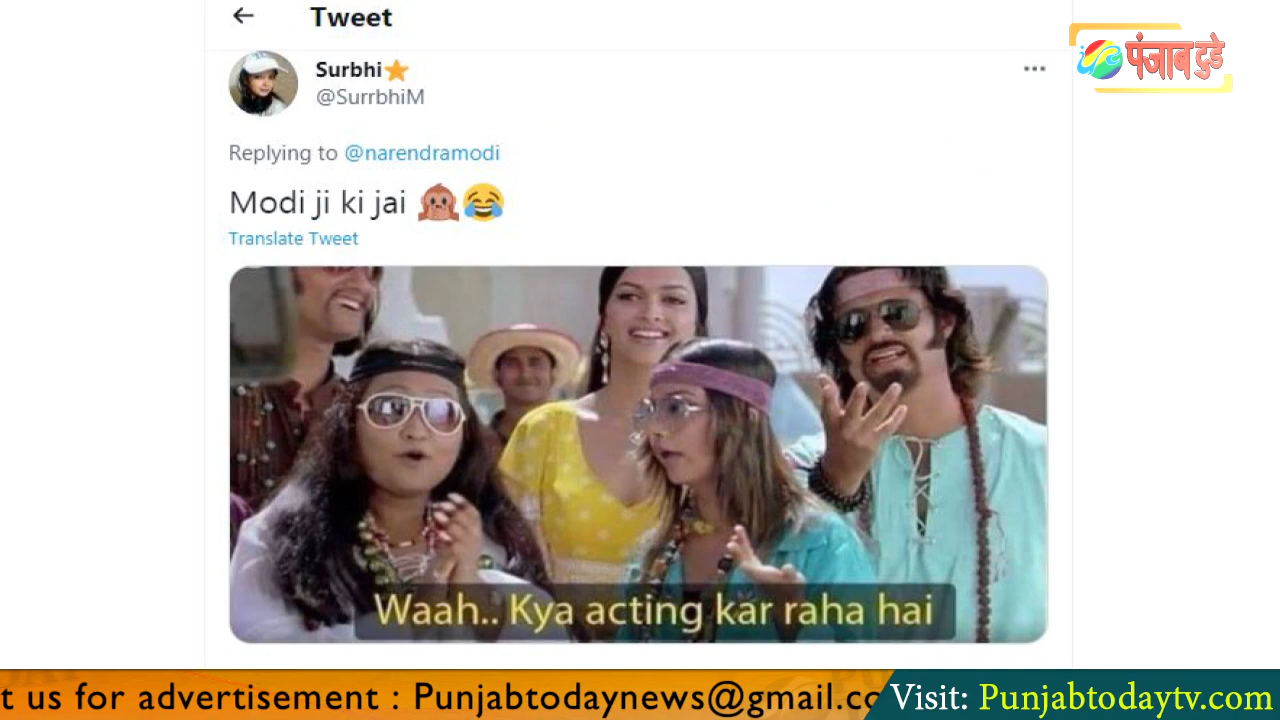 Tweet
पंजाब टुडे
Surbhi⭐
@SurrbhiM
Replying to @narendramodi
Modi ji ki jai 🙊😂
Translate Tweet
Waah.. Kya acting kar raha hai
t us for advertisement : Punjabtodaynews@gmail.co
Visit: Punjabtodaytv.com